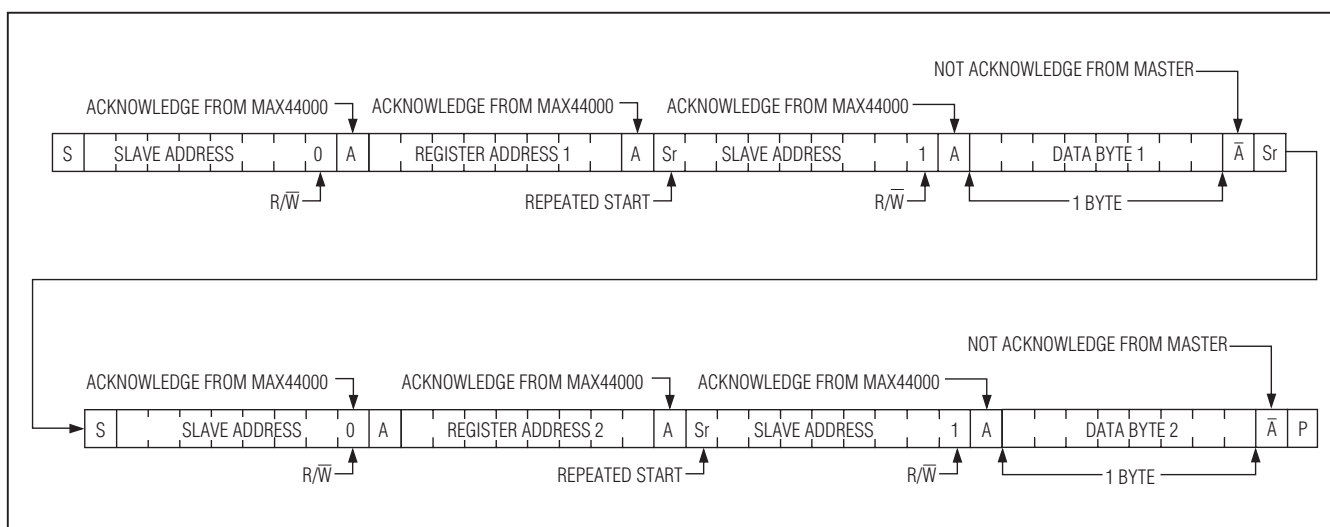 NOT ACKNOWLEDGE FROM MASTER
ACKNOWLEDGE FROM MAX44000 ACKNOWLEDGE FROM MAX44000 ACKNOWLEDGE FROM MAX44000
S SLAVE ADDRESS 0 A REGISTER ADDRESS 1 A Sr SLAVE ADDRESS 1 A DATA BYTE 1 A̅ Sr
R/W̅ REPEATED START R/W̅ 1 BYTE
NOT ACKNOWLEDGE FROM MASTER
ACKNOWLEDGE FROM MAX44000 ACKNOWLEDGE FROM MAX44000 ACKNOWLEDGE FROM MAX44000
S SLAVE ADDRESS 0 A REGISTER ADDRESS 2 A Sr SLAVE ADDRESS 1 A DATA BYTE 2 A̅ P
R/W̅ REPEATED START R/W̅ 1 BYTE